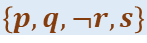 {p, q, ¬r, s}